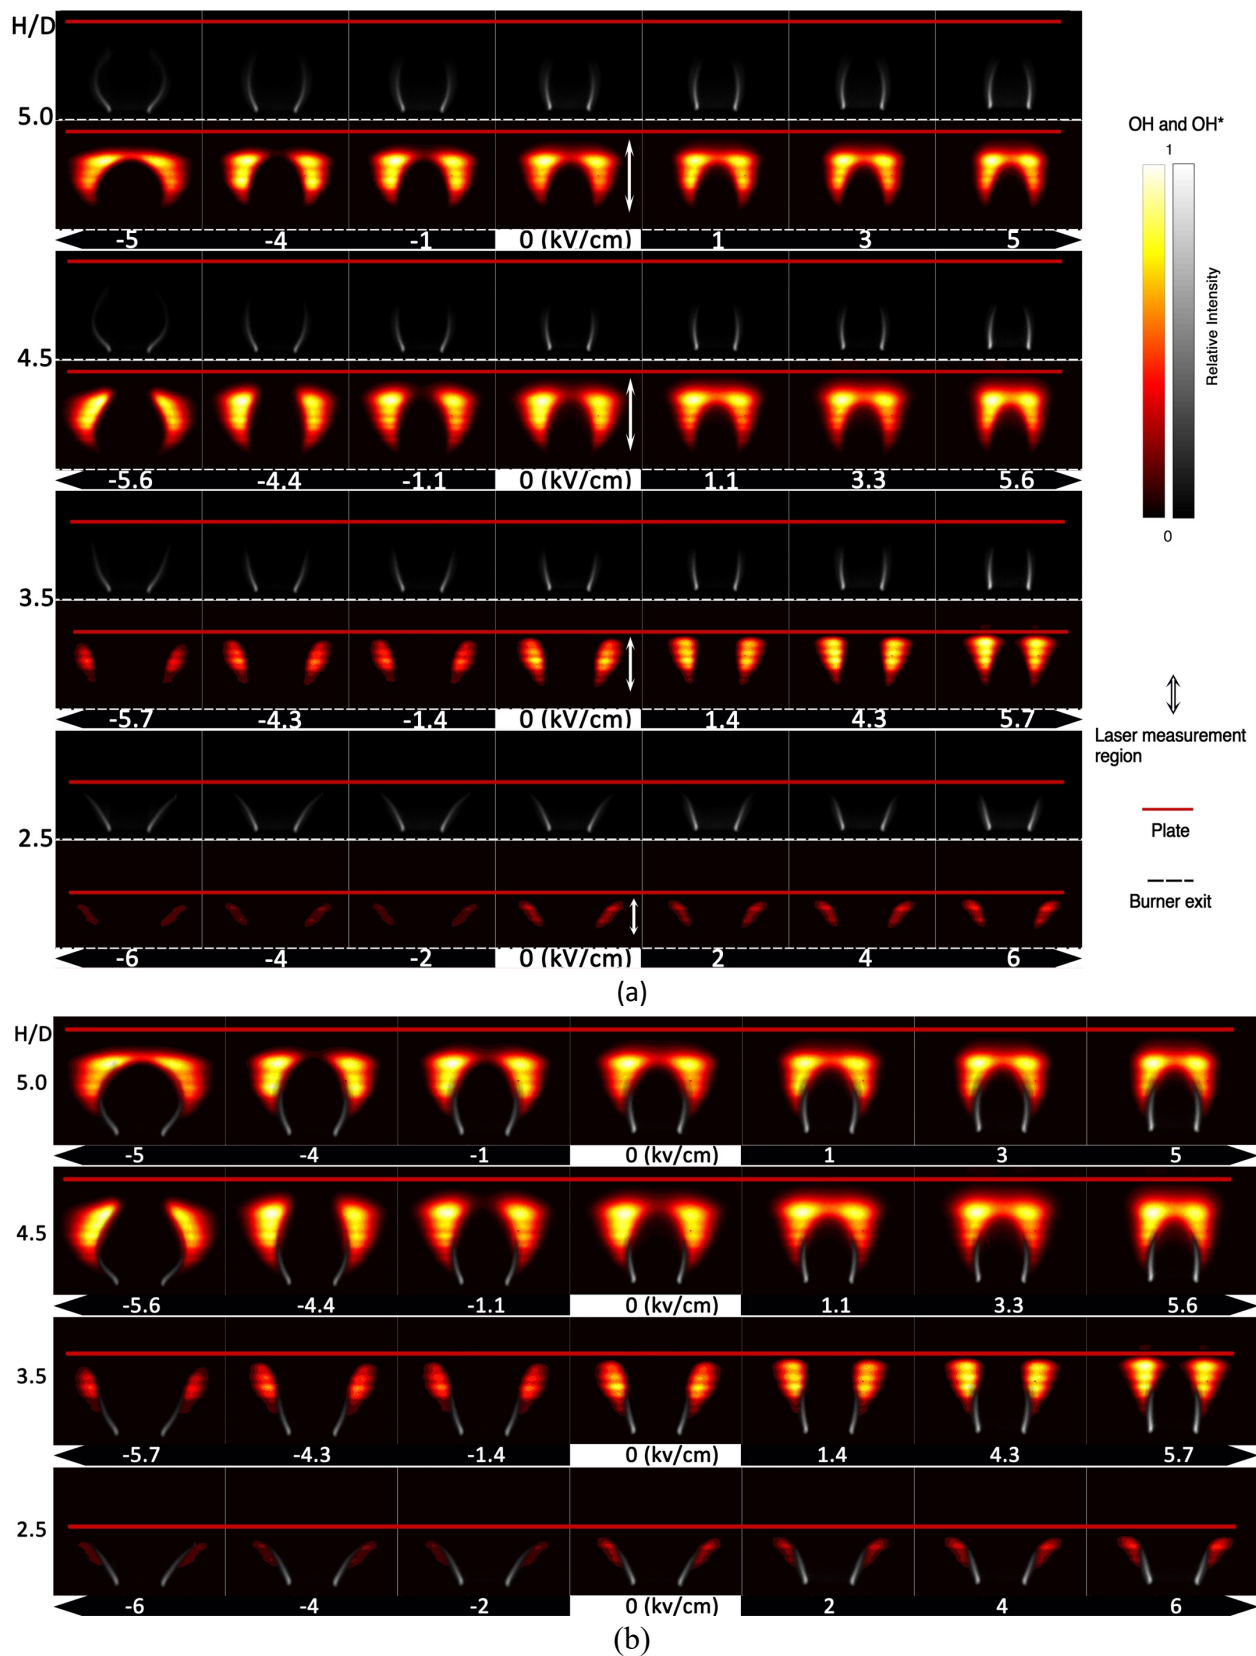 H/D
5.0
-5 -4 -1 0 (kV/cm) 1 3 5
4.5
-5.6 -4.4 -1.1 0 (kV/cm) 1.1 3.3 5.6
3.5
-5.7 -4.3 -1.4 0 (kV/cm) 1.4 4.3 5.7
2.5
-6 -4 -2 0 (kV/cm) 2 4 6
OH and OH*
1
Relative Intensity
0
Laser measurement
region
Plate
Burner exit
(a)
H/D
5.0
-5 -4 -1 0 (kv/cm) 1 3 5
4.5
-5.6 -4.4 -1.1 0 (kv/cm) 1.1 3.3 5.6
3.5
-5.7 -4.3 -1.4 0 (kv/cm) 1.4 4.3 5.7
2.5
-6 -4 -2 0 (kv/cm) 2 4 6
(b)